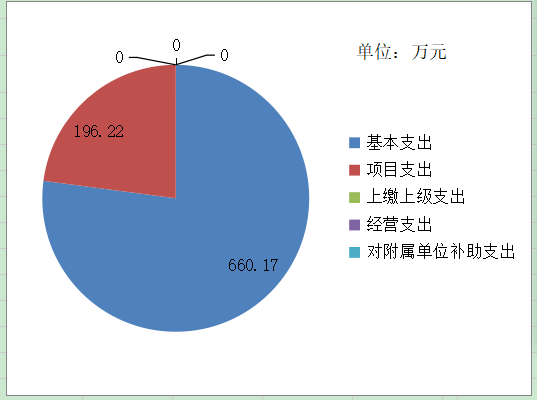 单位：万元
0
0
0
196.22
660.17
基本支出
项目支出
上缴上级支出
经营支出
对附属单位补助支出